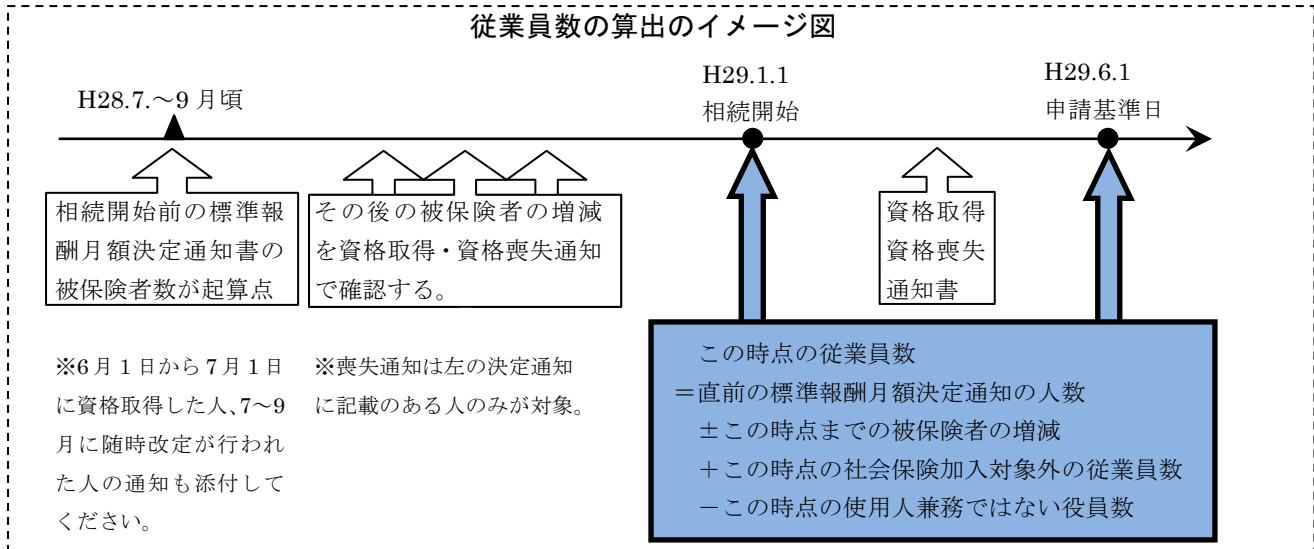 従業員数の算出のイメージ図
H28.7.～9 月頃
H29.1.1
相続開始
H29.6.1
申請基準日
相続開始前の標準報
酬月額決定通知書の
被保険者数が起算点
その後の被保険者の増減
を資格取得・資格喪失通知
で確認する。
資格取得
資格喪失
通知書
※6月1日から7月1日
に資格取得した人、7～9
月に随時改定が行われ
た人の通知も添付して
ください。
※喪失通知は左の決定通知
に記載のある人のみが対象。
この時点の従業員数
＝直前の標準報酬月額決定通知の人数
±この時点までの被保険者の増減
＋この時点の社会保険加入対象外の従業員数
－この時点の使用人兼務ではない役員数